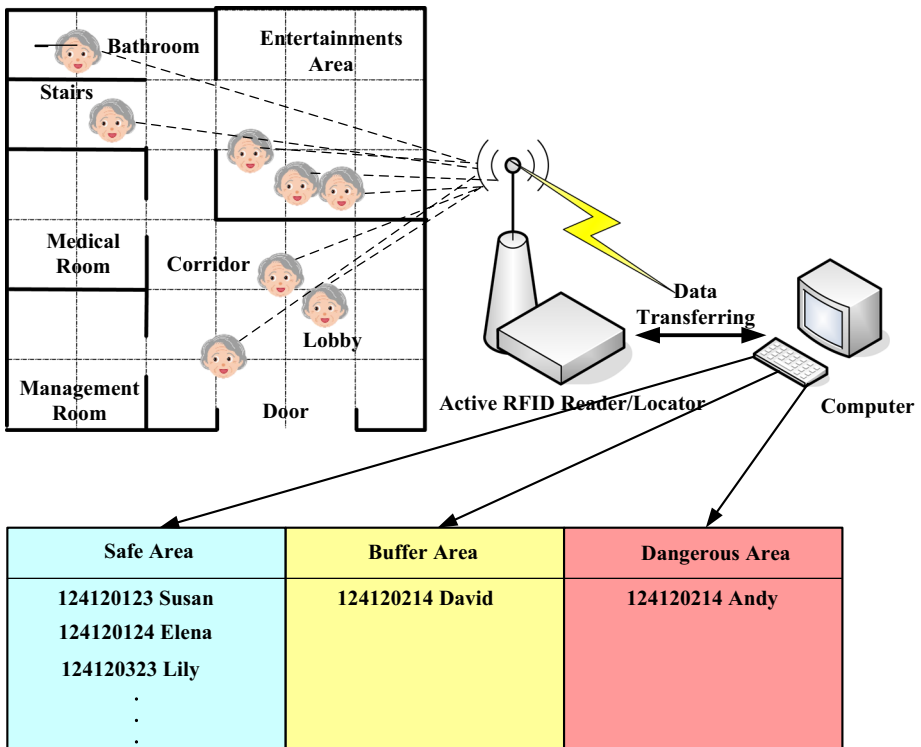 Bathroom
Entertainments
Area
Stairs
Medical
Room
Corridor
Lobby
Management
Room
Door
Data
Transferring
Active RFID Reader/Locator
Computer
Safe Area
Buffer Area
Dangerous Area
124120123 Susan
124120214 David
124120214 Andy
124120124 Elena
124120323 Lily
.
.
.